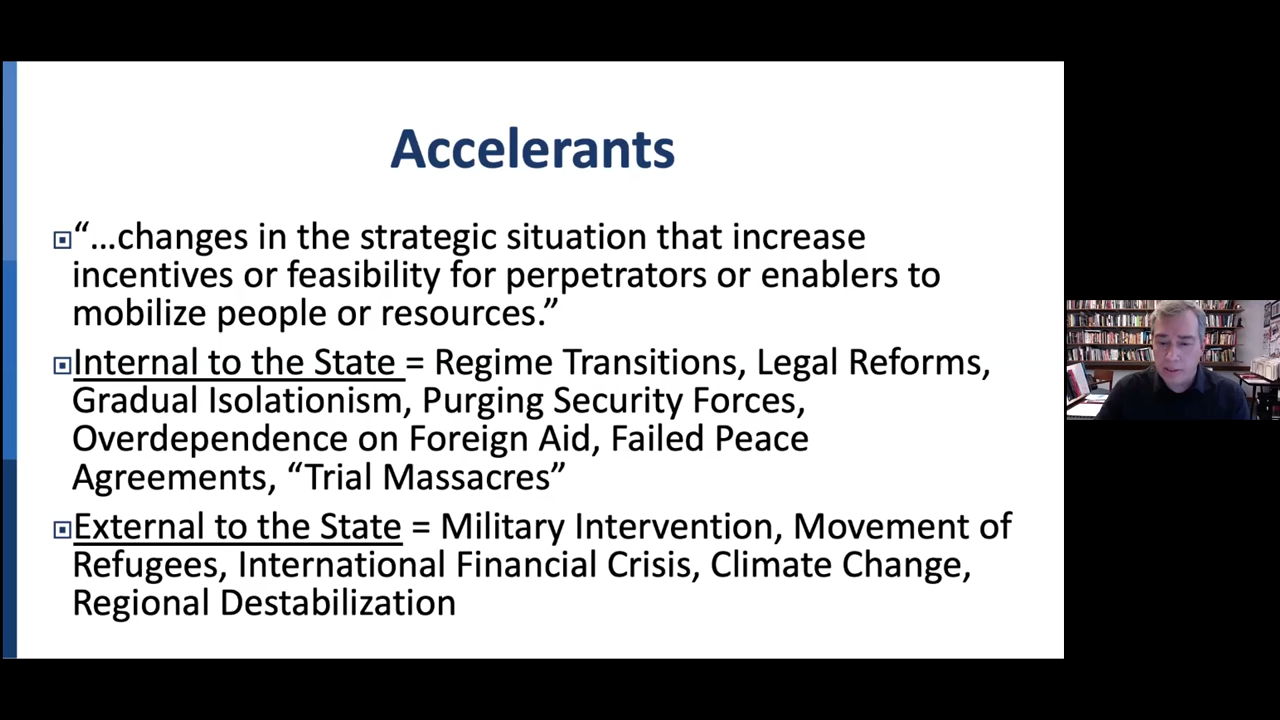 Accelerants
“…changes in the strategic situation that increase
incentives or feasibility for perpetrators or enablers to
mobilize people or resources.”
Internal to the State = Regime Transitions, Legal Reforms,
Gradual Isolationism, Purging Security Forces,
Overdependence on Foreign Aid, Failed Peace
Agreements, “Trial Massacres”
External to the State = Military Intervention, Movement of
Refugees, International Financial Crisis, Climate Change,
Regional Destabilization